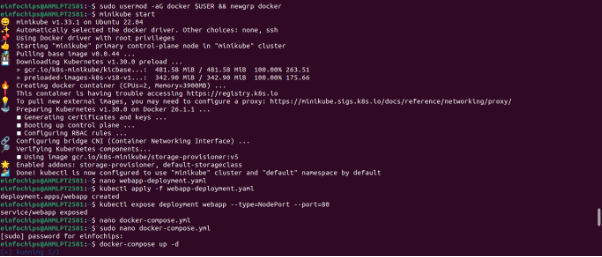 einfochips@AHMLPT2581:~$ sudo usermod -aG docker $USER && newgrp docker
einfochips@AHMLPT2581:~$ minikube start
Minikube v1.33.1 on Ubuntu 22.04
Automatically selected the docker driver. Other choices: none, ssh
Using Docker driver with root privileges
Starting "minikube" primary control-plane node in "minikube" cluster
Pulling base image v0.0.44 ...
Downloading Kubernetes v1.30.0 preload ...
> gcr.io/k8s-minikube/kicbase...: 481.58 MiB / 481.58 MiB 100.00% 263.51
> preloaded-images-k8s-v18-v1...: 342.90 MiB / 342.90 MiB 100.00% 175.66
Creating docker container (CPUs=2, Memory=3900MB) ...
This container is having trouble accessing https://registry.k8s.io
To pull new external images, you may need to configure a proxy: https://minikube.sigs.k8s.io/docs/reference/networking/proxy/
Preparing Kubernetes v1.30.0 on Docker 26.1.1 ...
■ Generating certificates and keys ...
■ Booting up control plane ...
■ Configuring RBAC rules ...
Configuring bridge CNI (Container Networking Interface) ...
Verifying Kubernetes components...
■ Using image gcr.io/k8s-minikube/storage-provisioner:v5
Enabled addons: storage-provisioner, default-storageclass
Done! kubectl is now configured to use "minikube" cluster and "default" namespace by default
einfochips@AHMLPT2581:~$ nano webapp-deployment.yaml
einfochips@AHMLPT2581:~$ kubectl apply -f webapp-deployment.yaml
deployment.apps/webapp created
einfochips@AHMLPT2581:~$ kubectl expose deployment webapp --type=NodePort --port=80
service/webapp exposed
einfochips@AHMLPT2581:~$ nano docker-compose.yml
einfochips@AHMLPT2581:~$ sudo nano docker-compose.yml
[sudo] password for einfochips:
einfochips@AHMLPT2581:~$ docker-compose up -d
[+] Running 1/1